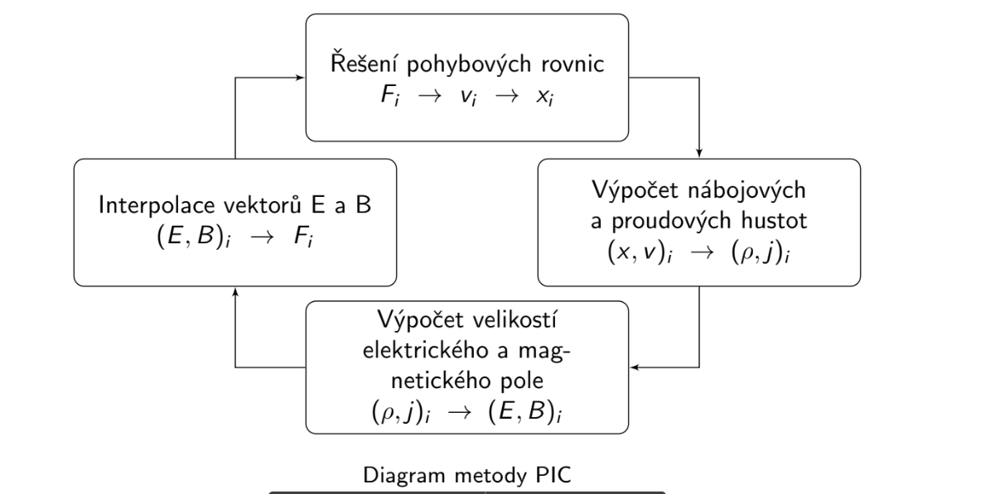 Řešení pohybových rovnic
F_i → v_i → x_i
Interpolace vektorů E a B
(E, B)_i → F_i
Výpočet nábojových
a proudových hustot
(x, v)_i → (ρ, j)_i
Výpočet velikostí
elektrického a mag-
netického pole
(ρ, j)_i → (E, B)_i
Diagram metody PIC